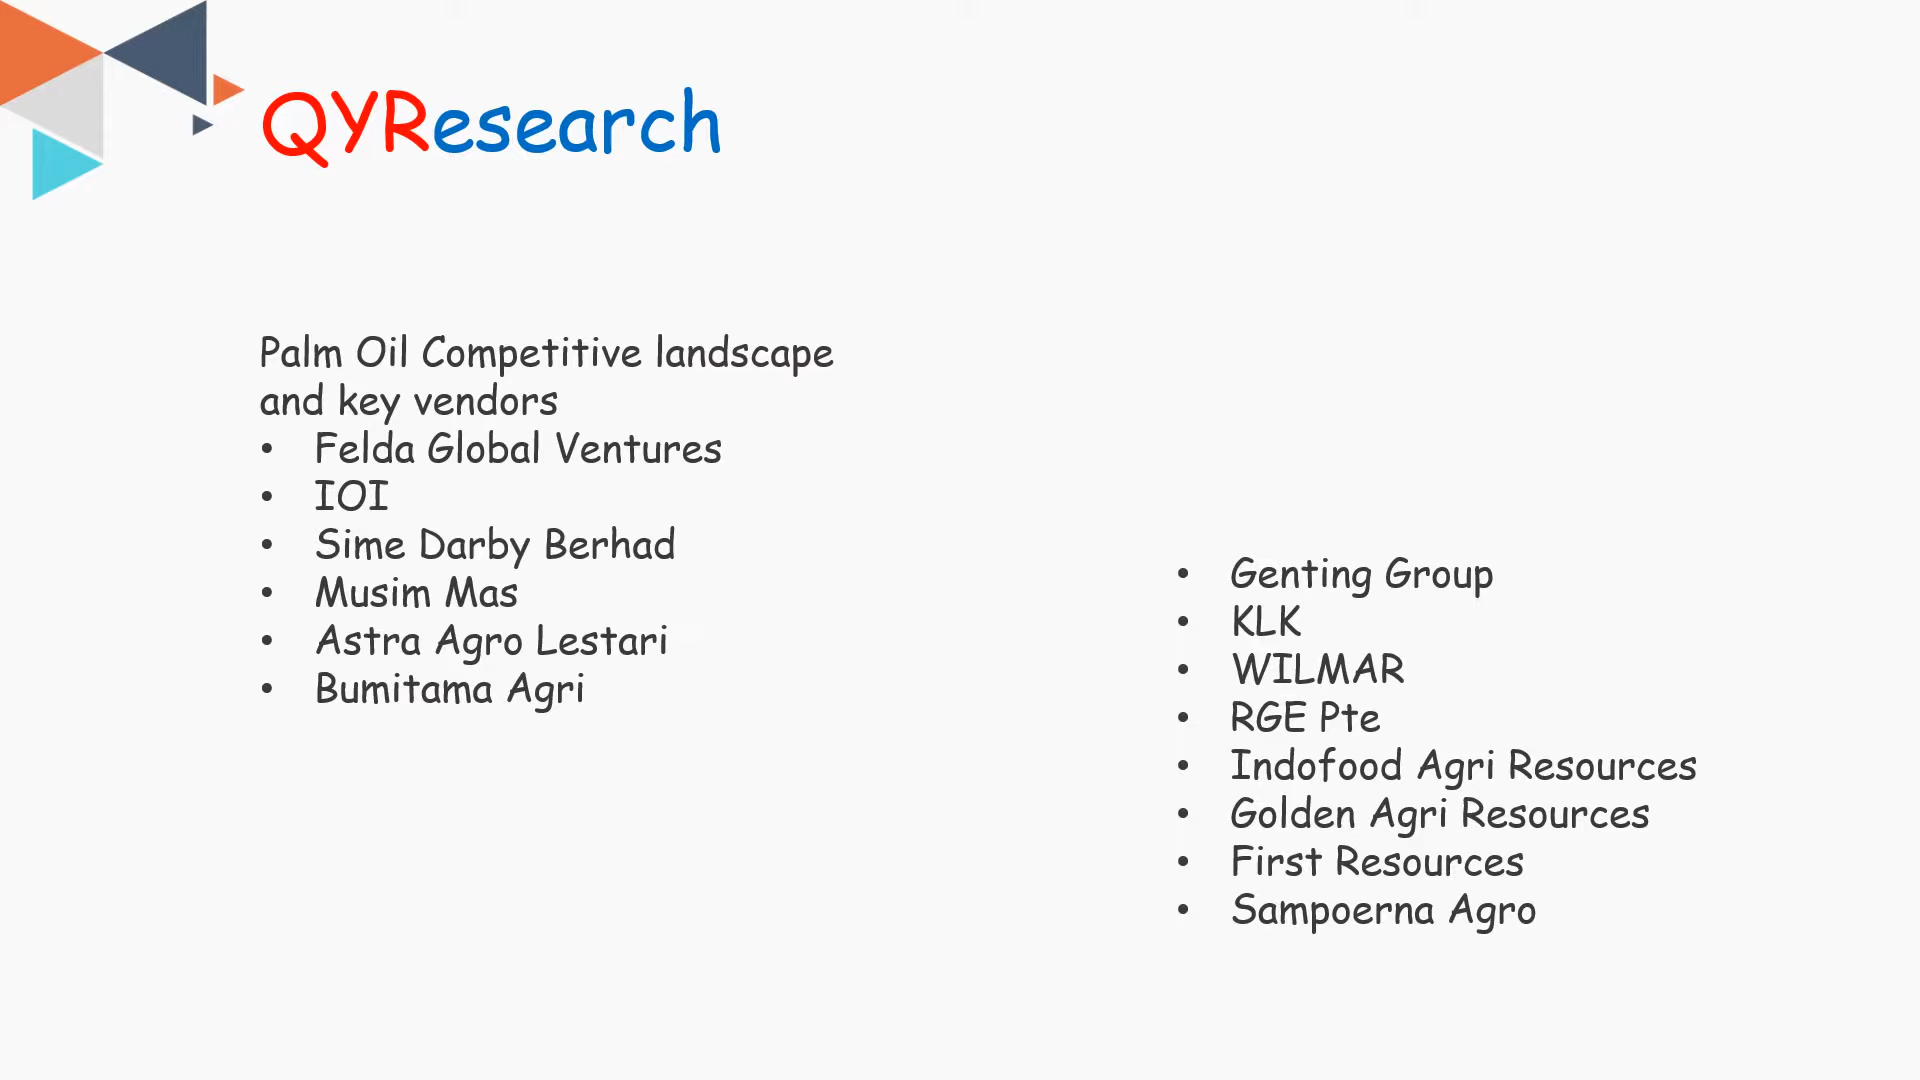 QYResearch
Palm Oil Competitive landscape
and key vendors
• Felda Global Ventures
• IOI
• Sime Darby Berhad
• Musim Mas
• Astra Agro Lestari
• Bumitama Agri
• Genting Group
• KLK
• WILMAR
• RGE Pte
• Indofood Agri Resources
• Golden Agri Resources
• First Resources
• Sampoerna Agro